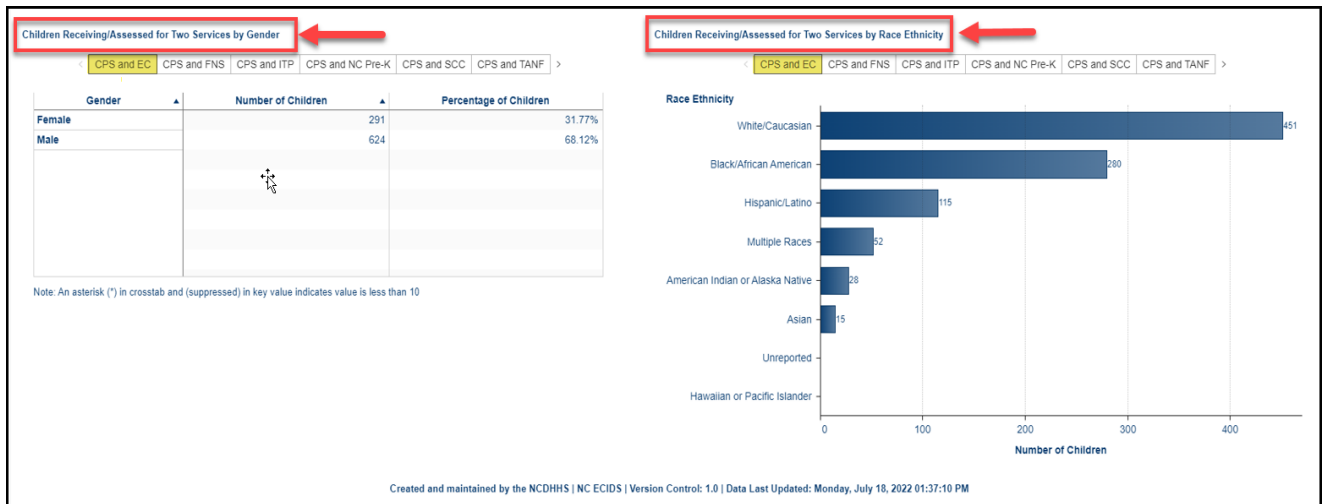 Children Receiving/Assessed for Two Services by Gender
< CPS and EC CPS and FNS CPS and ITP CPS and NC Pre-K CPS and SCC CPS and TANF >
Gender ▲ Number of Children ▲ Percentage of Children
Female 291 31.77%
Male 624 68.12%
Note: An asterisk (*) in crosstab and (suppressed) in key value indicates value is less than 10
Children Receiving/Assessed for Two Services by Race Ethnicity
< CPS and EC CPS and FNS CPS and ITP CPS and NC Pre-K CPS and SCC CPS and TANF >
Race Ethnicity
White/Caucasian 451
Black/African American 280
Hispanic/Latino 115
Multiple Races 52
American Indian or Alaska Native 28
Asian 15
Unreported
Hawaiian or Pacific Islander
0 100 200 300 400
Number of Children
Created and maintained by the NCDHHS | NC ECIDS | Version Control: 1.0 | Data Last Updated: Monday, July 18, 2022 01:37:10 PM